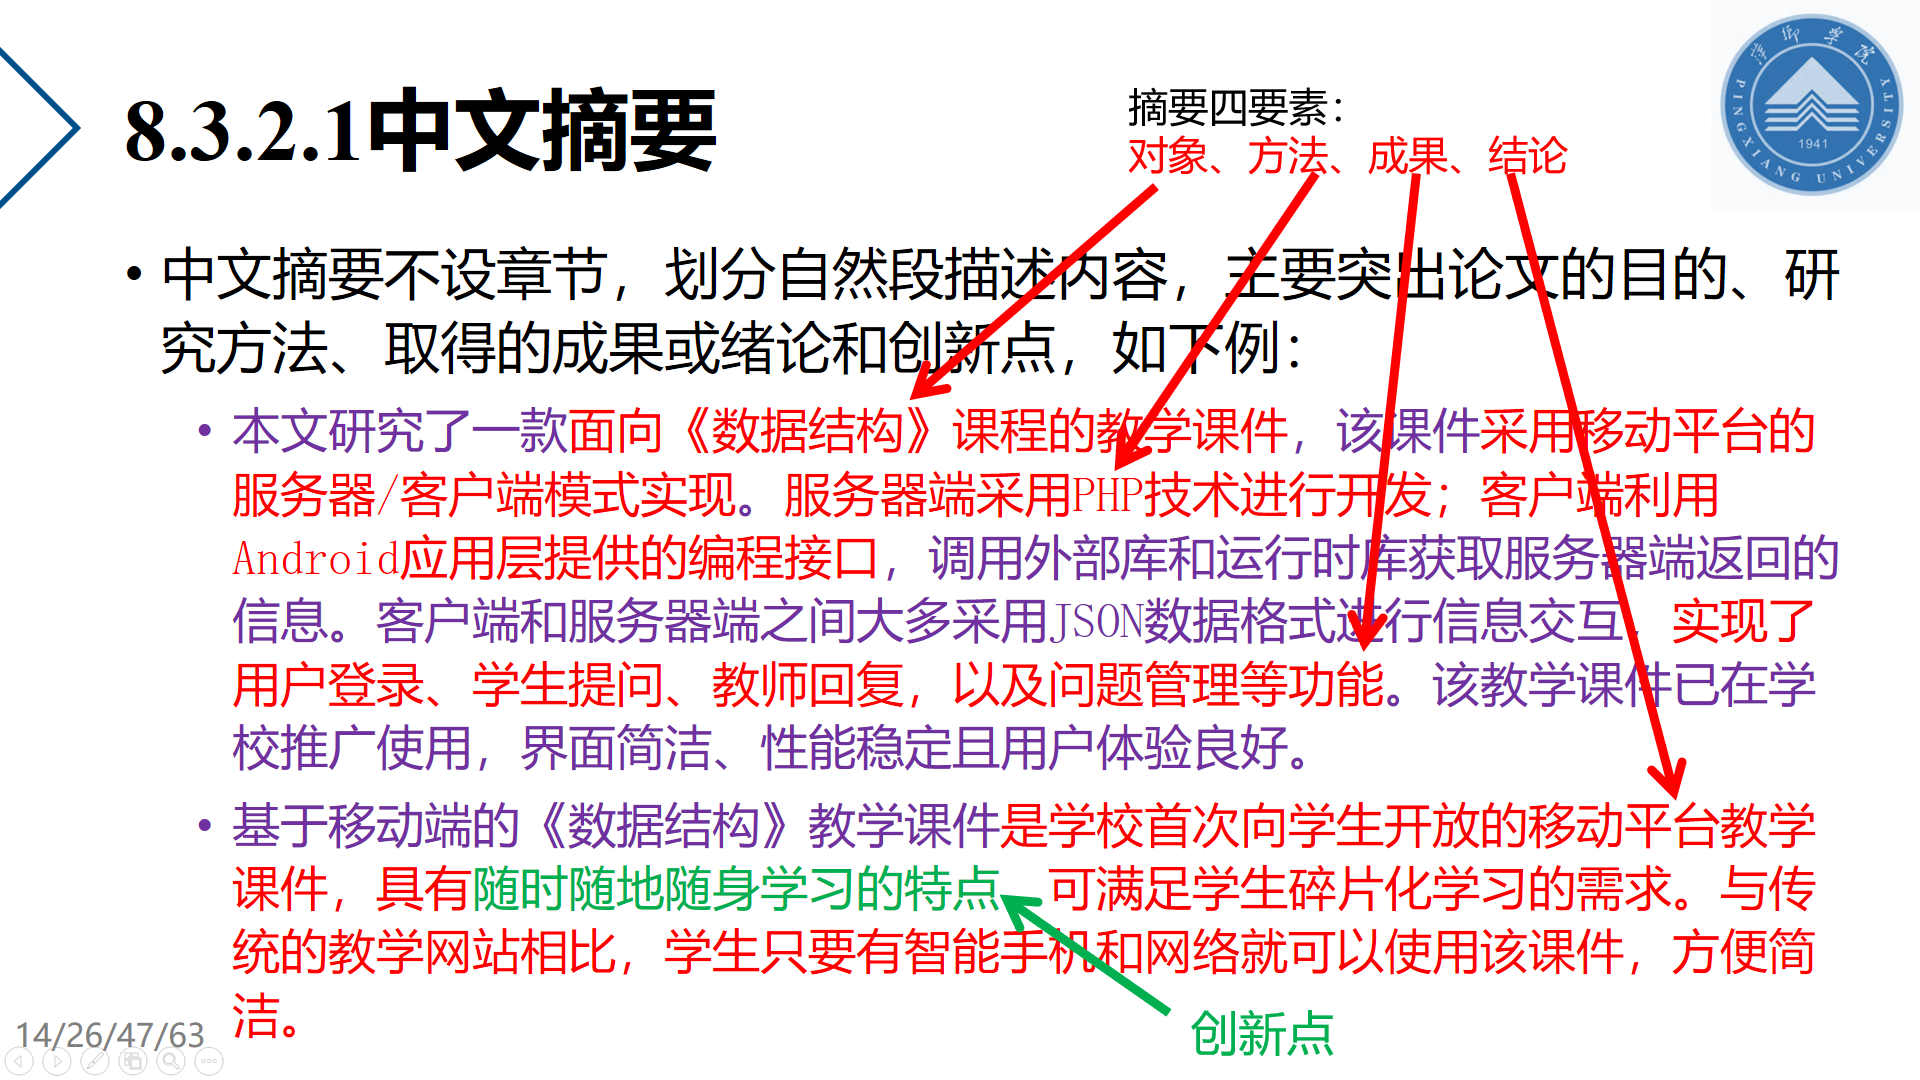 8.3.2.1中文摘要
摘要四要素：
对象、方法、成果、结论
萍乡学院
PINGXIANG UNIVERSITY
1941
• 中文摘要不设章节，划分自然段描述内容，主要突出论文的目的、研
究方法、取得的成果或绪论和创新点，如下例：
• 本文研究了一款面向《数据结构》课程的教学课件，该课件采用移动平台的
服务器/客户端模式实现。服务器端采用PHP技术进行开发；客户端利用
Android应用层提供的编程接口，调用外部库和运行时库获取服务器端返回的
信息。客户端和服务器端之间大多采用JSON数据格式进行信息交互，实现了
用户登录、学生提问、教师回复，以及问题管理等功能。该教学课件已在学
校推广使用，界面简洁、性能稳定且用户体验良好。
• 基于移动端的《数据结构》教学课件是学校首次向学生开放的移动平台教学
课件，具有随时随地随身学习的特点，可满足学生碎片化学习的需求。与传
统的教学网站相比，学生只要有智能手机和网络就可以使用该课件，方便简
洁。
创新点
14/26/47/63